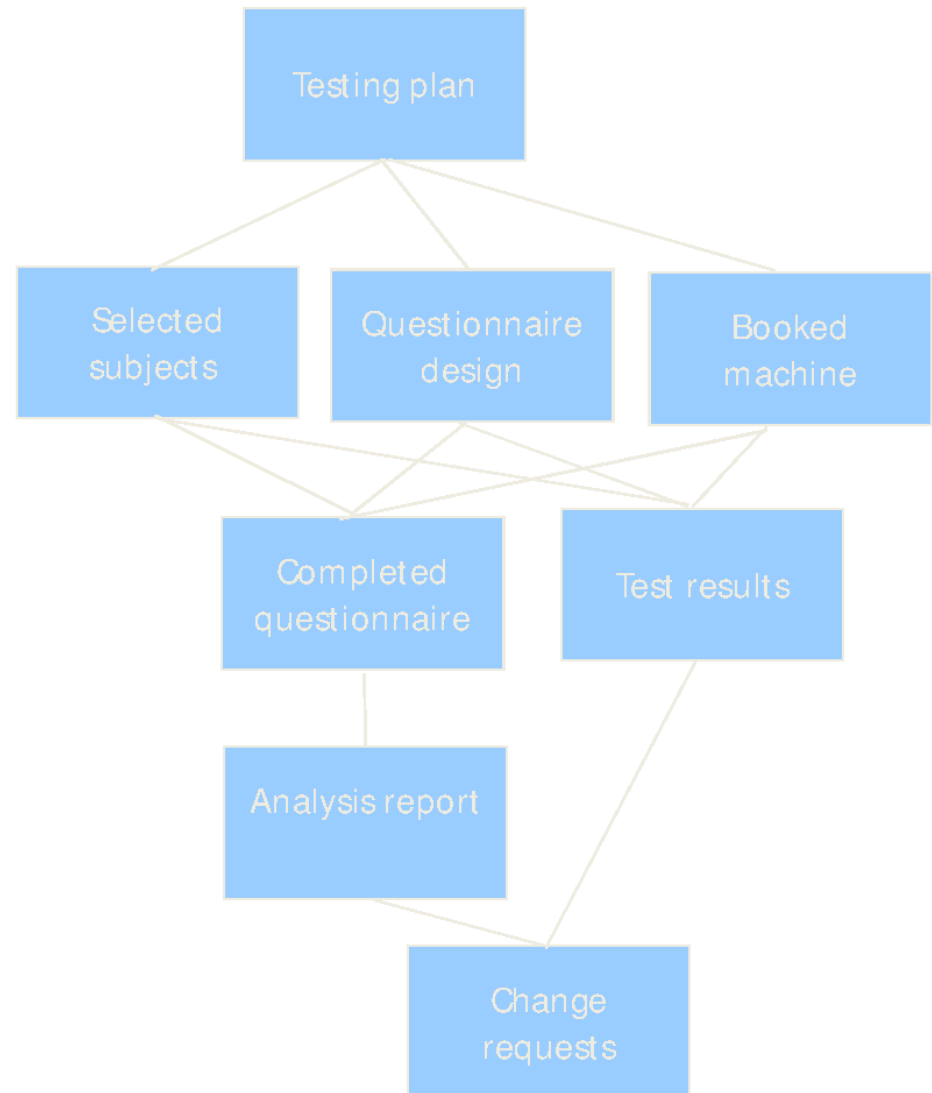 Testing plan
Selected
subjects
Questionnaire
design
Booked
machine
Completed
questionnaire
Test results
Analysis report
Change
requests